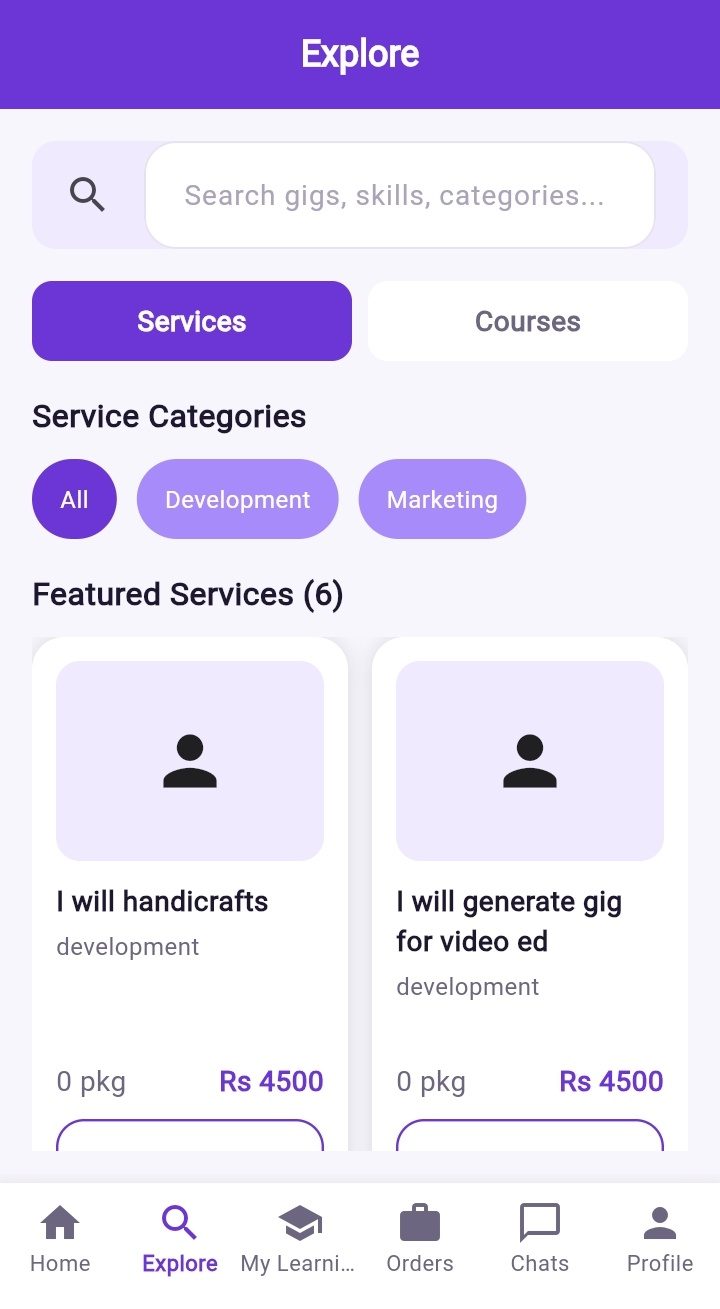 Explore
Search gigs, skills, categories...
Services
Courses
Service Categories
All
Development
Marketing
Featured Services (6)
I will handicrafts
development
0 pkg
Rs 4500
I will generate gig
for video ed
development
0 pkg
Rs 4500
Home
Explore
My Learni...
Orders
Chats
Profile